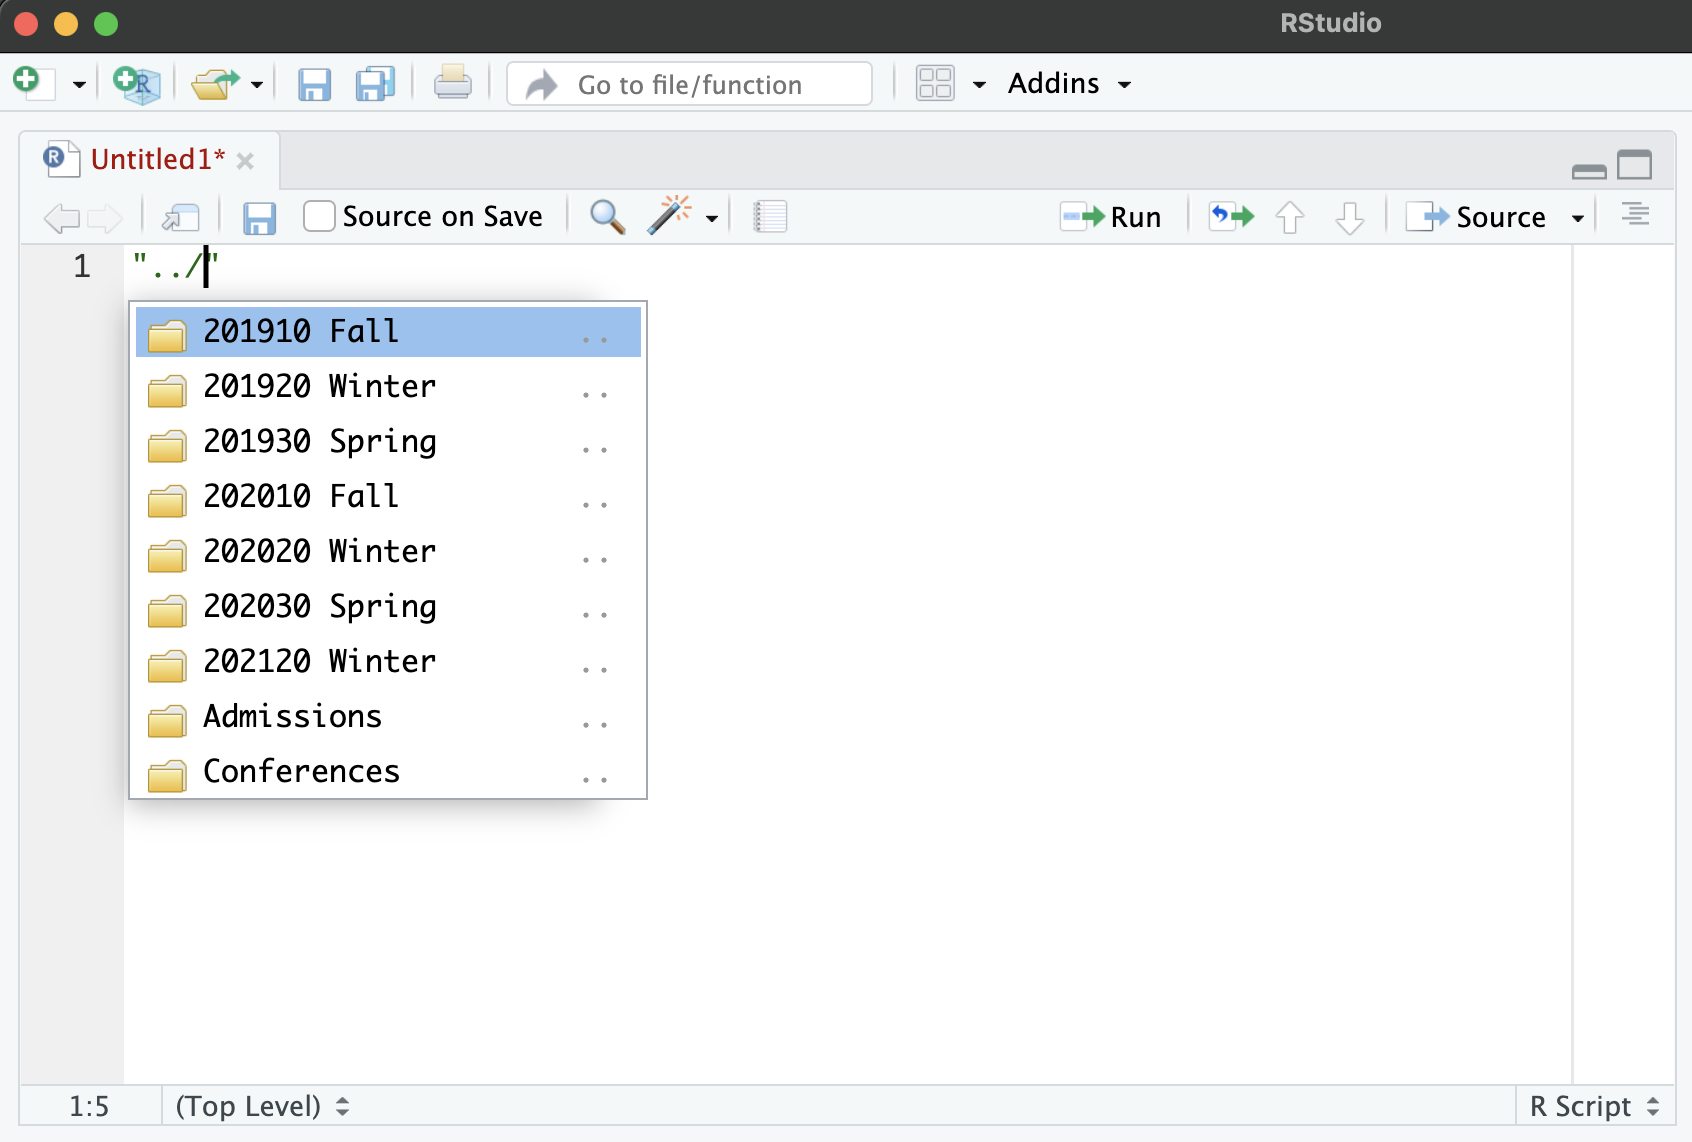 RStudio
Go to file/function Addins
R Untitled1*
Source on Save Run Source
1 "../"
201910 Fall ..
201920 Winter ..
201930 Spring ..
202010 Fall ..
202020 Winter ..
202030 Spring ..
202120 Winter ..
Admissions ..
Conferences ..
1:5 (Top Level) R Script